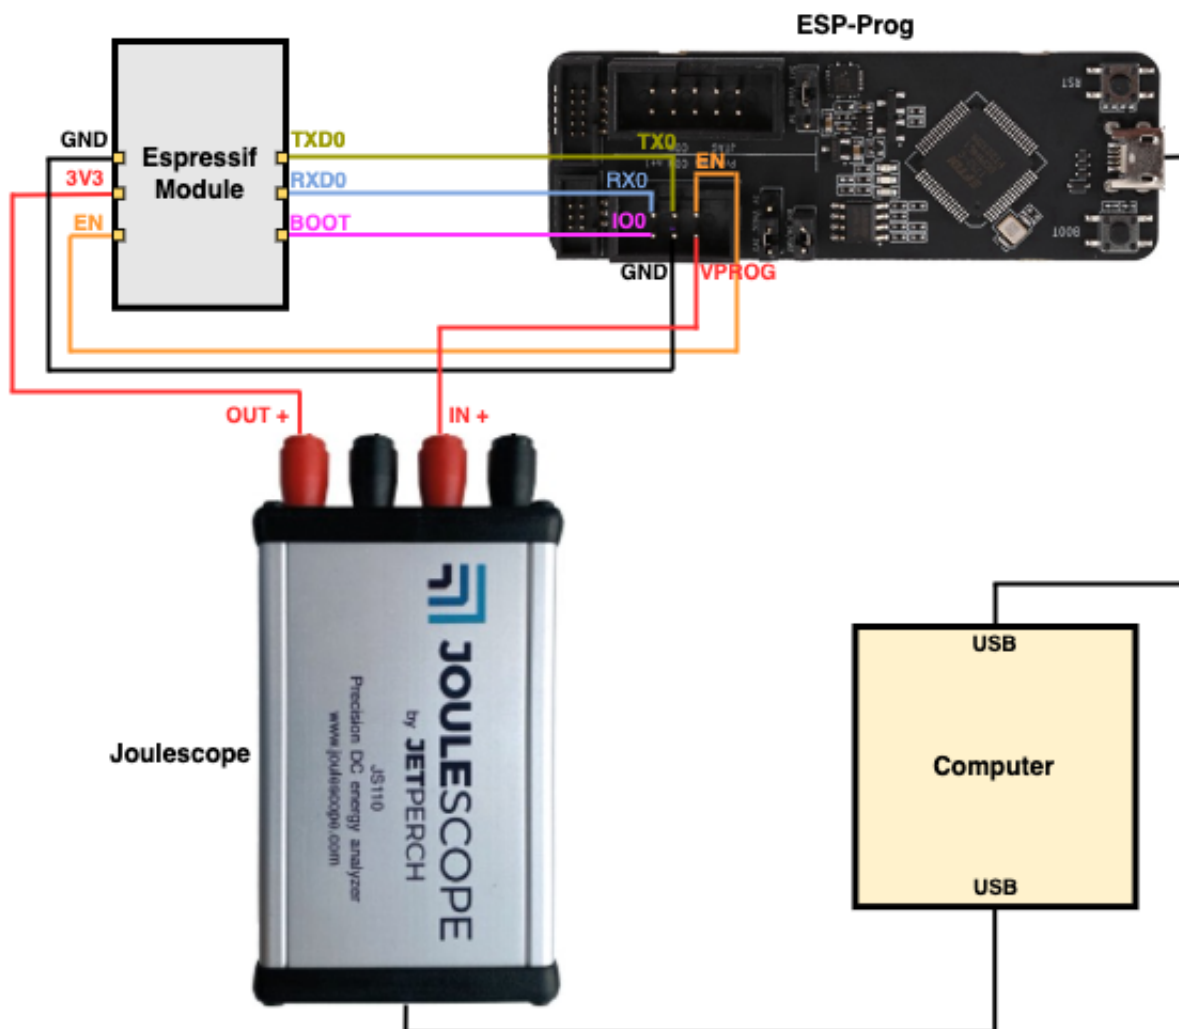 ESP-Prog
GND
3V3
EN
Espressif
Module
TXD0
RXD0
BOOT
TX0
RX0
IO0
EN
GND
VPROG
RST
BOOT
JTAG
OUT +
IN +
Joulescope
JOULESCOPE
by JETPERCH
JS110
Precision DC energy analyzer
www.joulescope.com
USB
Computer
USB